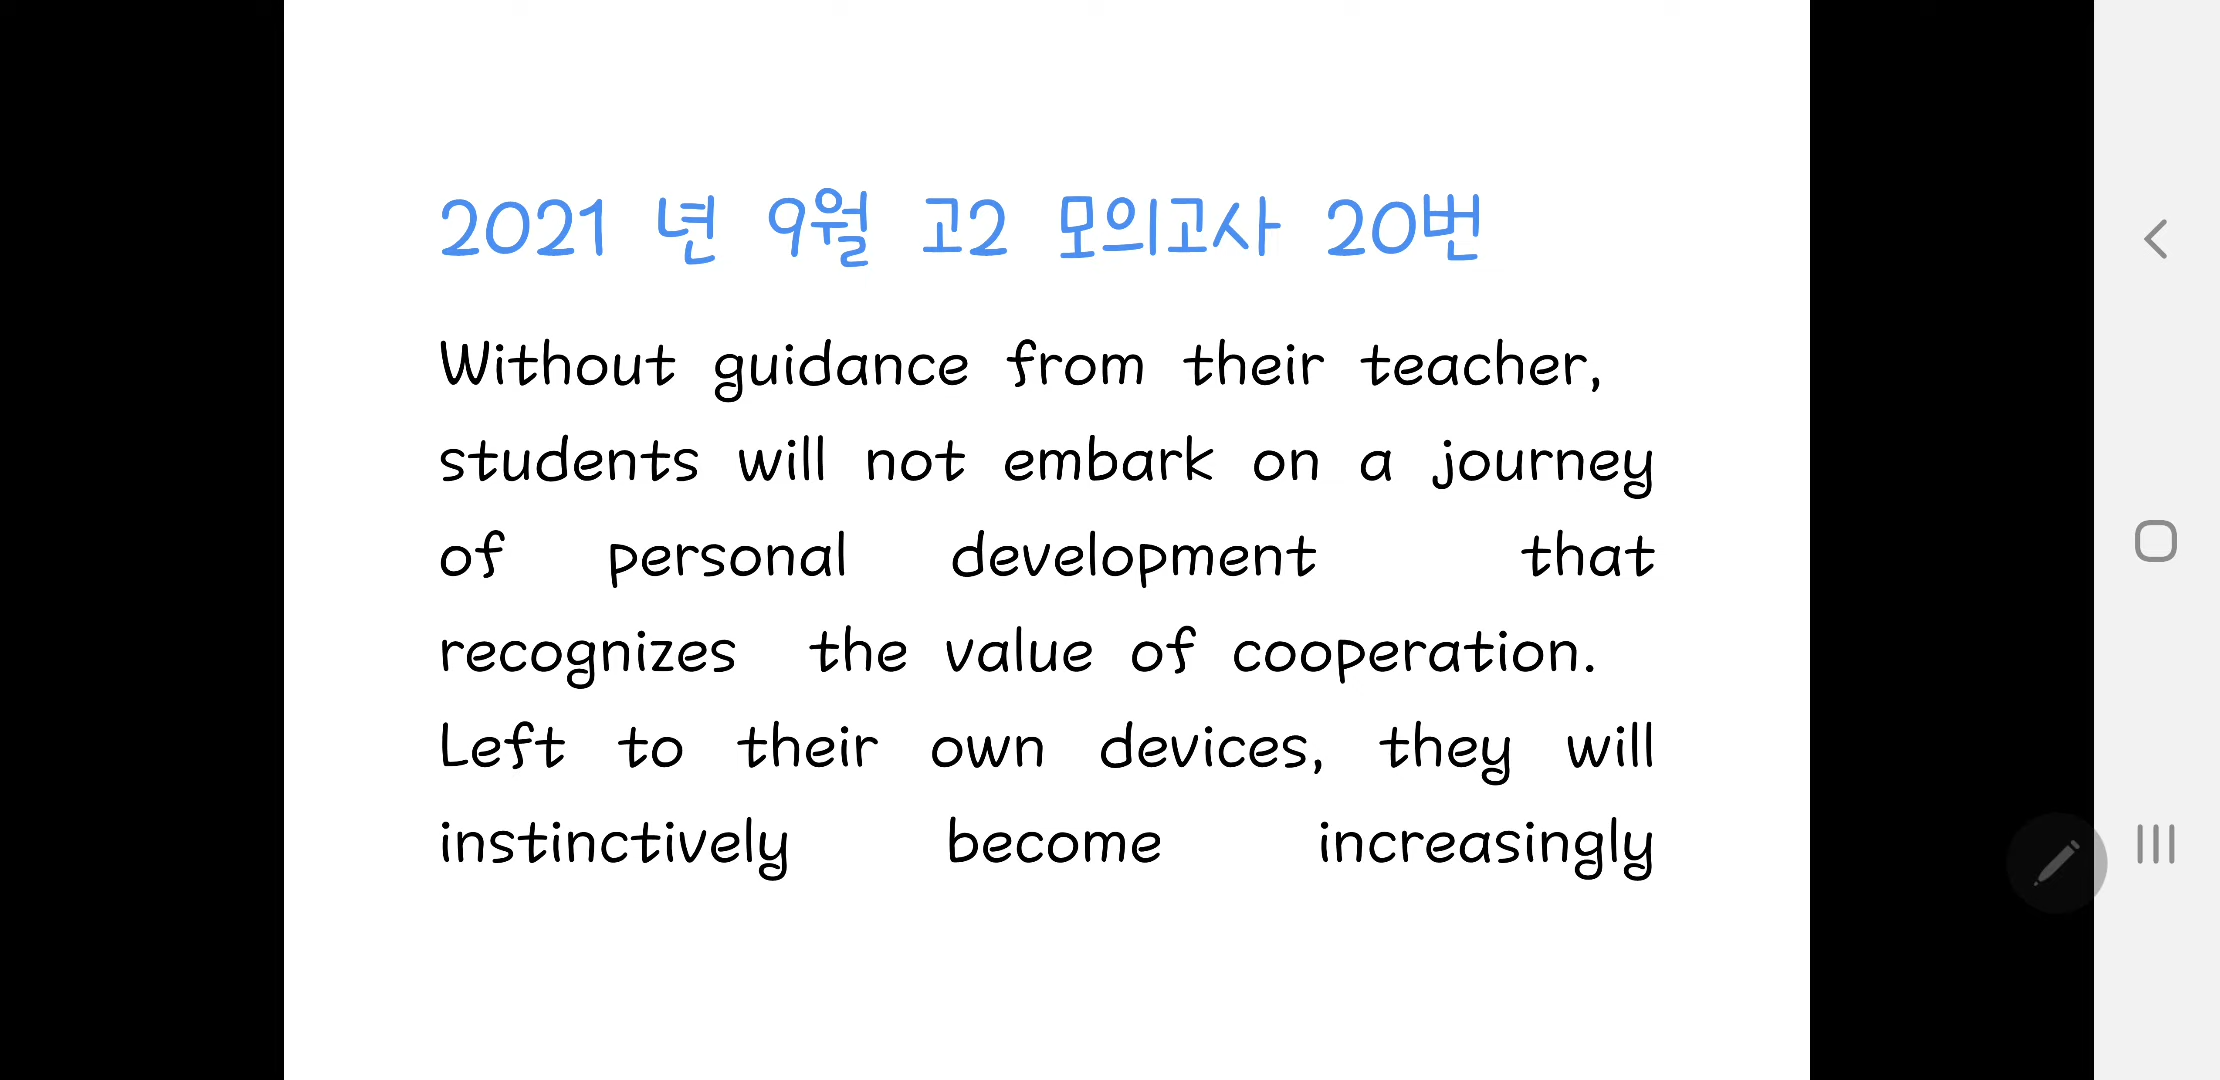 2021 년 9월 고2 모의고사 20번
Without guidance from their teacher,
students will not embark on a journey
of personal development that
recognizes the value of cooperation.
Left to their own devices, they will
instinctively become increasingly